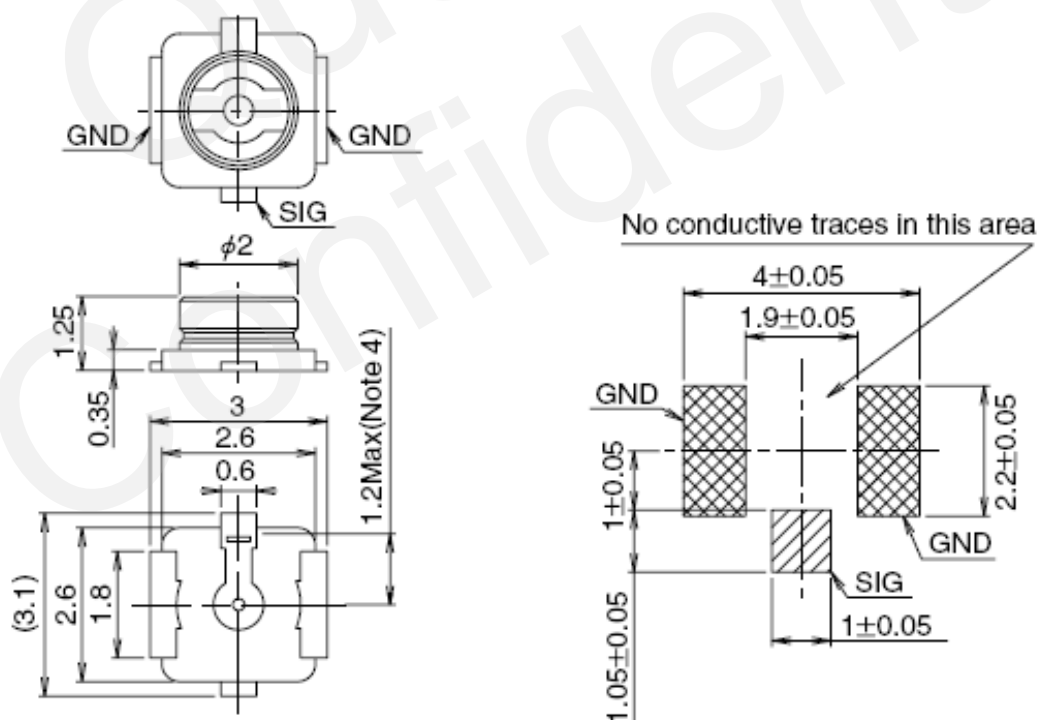 GND
GND
SIG
ϕ2
1.25
0.35
3
2.6
0.6
1.2Max(Note 4)
(3.1)
2.6
1.8
No conductive traces in this area
4±0.05
1.9±0.05
GND
1±0.05
2.2±0.05
GND
SIG
1±0.05
1.05±0.05